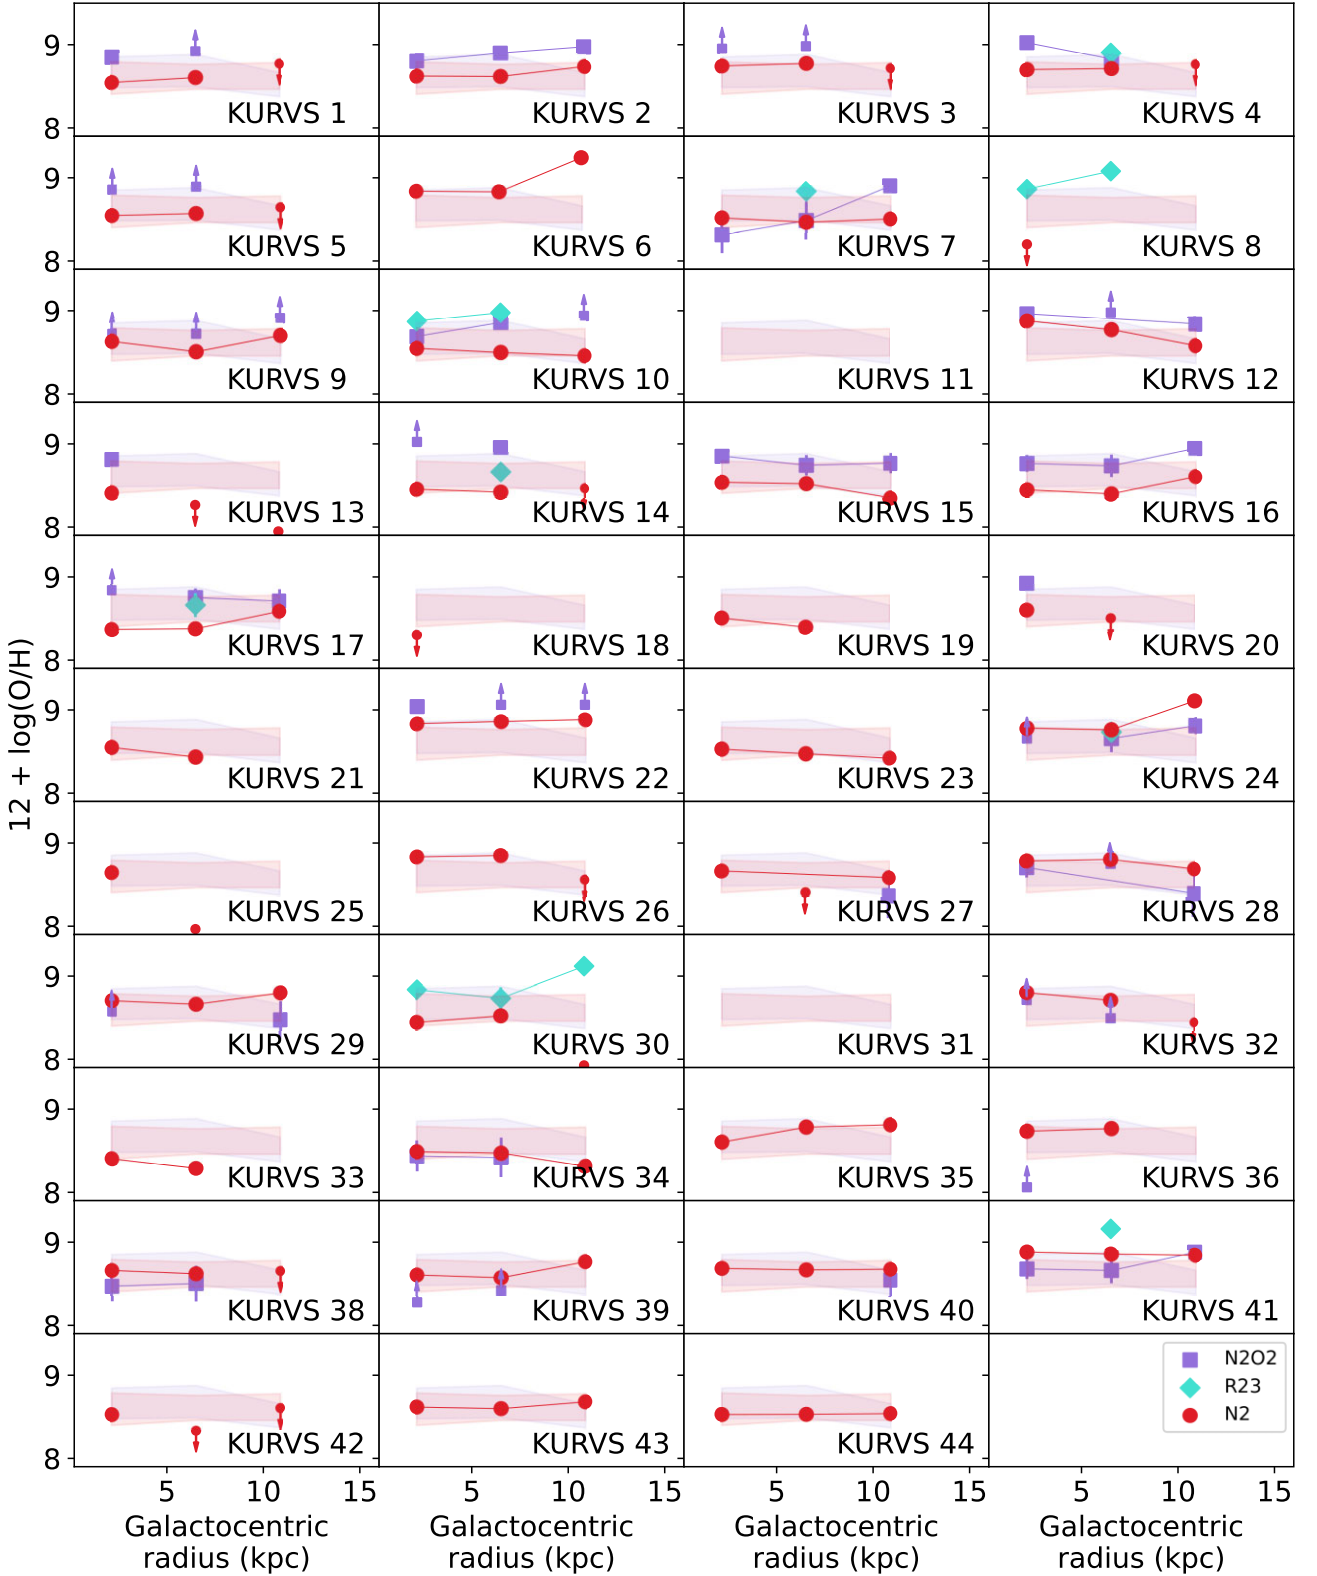 9
8
KURVS 1
KURVS 2
KURVS 3
KURVS 4
9
8
KURVS 5
KURVS 6
KURVS 7
KURVS 8
9
8
KURVS 9
KURVS 10
KURVS 11
KURVS 12
9
8
KURVS 13
KURVS 14
KURVS 15
KURVS 16
9
8
KURVS 17
KURVS 18
KURVS 19
KURVS 20
12 + log(O/H)
9
8
KURVS 21
KURVS 22
KURVS 23
KURVS 24
9
8
KURVS 25
KURVS 26
KURVS 27
KURVS 28
9
8
KURVS 29
KURVS 30
KURVS 31
KURVS 32
9
8
KURVS 33
KURVS 34
KURVS 35
KURVS 36
9
8
KURVS 38
KURVS 39
KURVS 40
KURVS 41
9
8
KURVS 42
KURVS 43
KURVS 44
N2O2
R23
N2
5 10 15
5 10 15
5 10 15
5 10 15
Galactocentric
radius (kpc)
Galactocentric
radius (kpc)
Galactocentric
radius (kpc)
Galactocentric
radius (kpc)